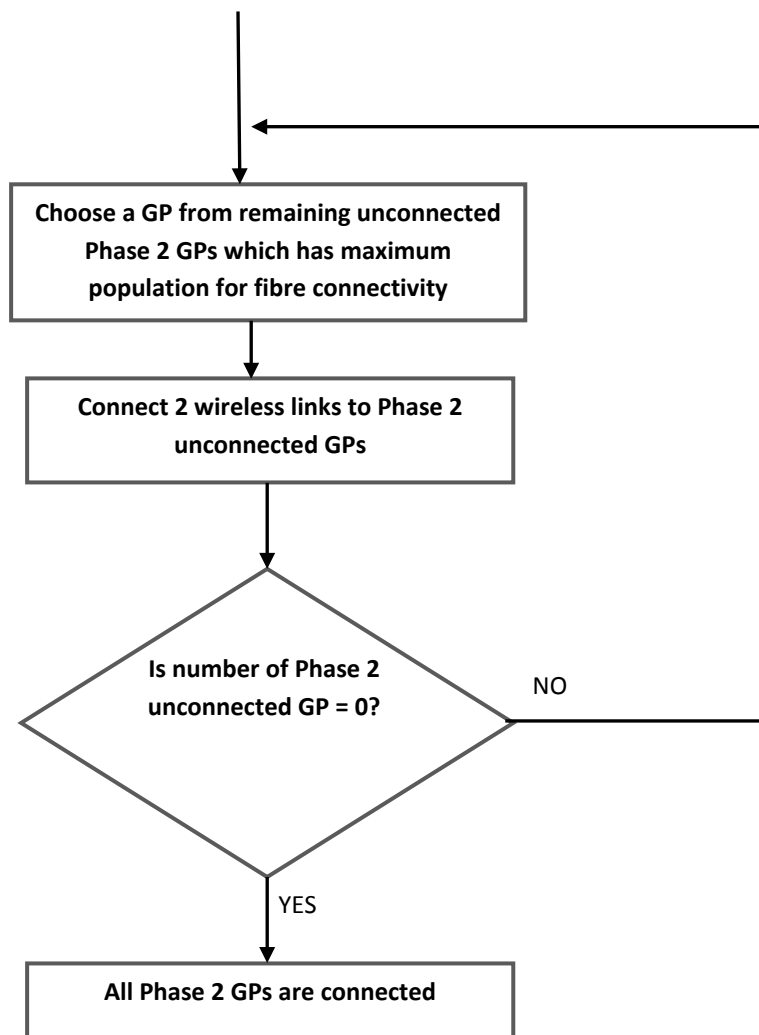 Choose a GP from remaining unconnected
Phase 2 GPs which has maximum
population for fibre connectivity
Connect 2 wireless links to Phase 2
unconnected GPs
Is number of Phase 2
unconnected GP = 0?
NO
YES
All Phase 2 GPs are connected